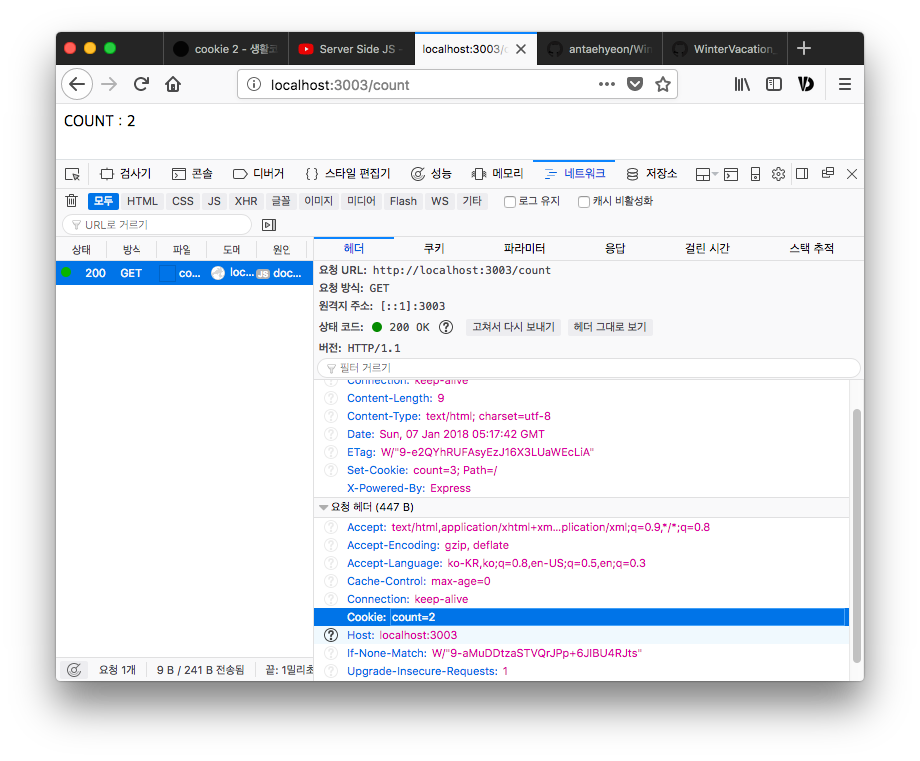 cookie 2 - 생활코
Server Side JS -
localhost:3003/c
antaehyeon/Win
WinterVacation_
localhost:3003/count
COUNT : 2
검사기 콘솔 디버거 { } 스타일 편집기 성능 메모리 네트워크 저장소
모두 HTML CSS JS XHR 글꼴 이미지 미디어 Flash WS 기타 로그 유지 캐시 비활성화
URL로 거르기
상태 방식 파일 도메 원인
헤더 쿠키 파라미터 응답 걸린 시간 스택 추적
200 GET co... loc... JS doc...
요청 URL: http://localhost:3003/count
요청 방식: GET
원격지 주소: [::1]:3003
상태 코드: 200 OK 고쳐서 다시 보내기 헤더 그대로 보기
버전: HTTP/1.1
필터 거르기
Connection: keep-alive
Content-Length: 9
Content-Type: text/html; charset=utf-8
Date: Sun, 07 Jan 2018 05:17:42 GMT
ETag: W/"9-e2QYhRUFAsyEzJ16X3LUaWEcLiA"
Set-Cookie: count=3; Path=/
X-Powered-By: Express
요청 헤더 (447 B)
Accept: text/html,application/xhtml+xm...plication/xml;q=0.9,*/*;q=0.8
Accept-Encoding: gzip, deflate
Accept-Language: ko-KR,ko;q=0.8,en-US;q=0.5,en;q=0.3
Cache-Control: max-age=0
Connection: keep-alive
Cookie: count=2
Host: localhost:3003
If-None-Match: W/"9-aMuDDtzaSTVQrJPp+6JIBU4RJts"
Upgrade-Insecure-Requests: 1
요청 1개 9 B / 241 B 전송됨 끝: 1밀리초